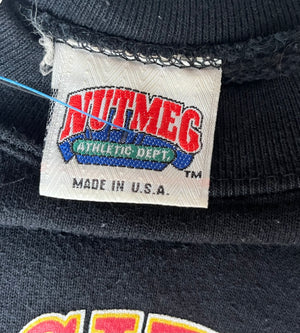 NUTMEG
ATHLETIC DEPT.
TM
MADE IN U.S.A.